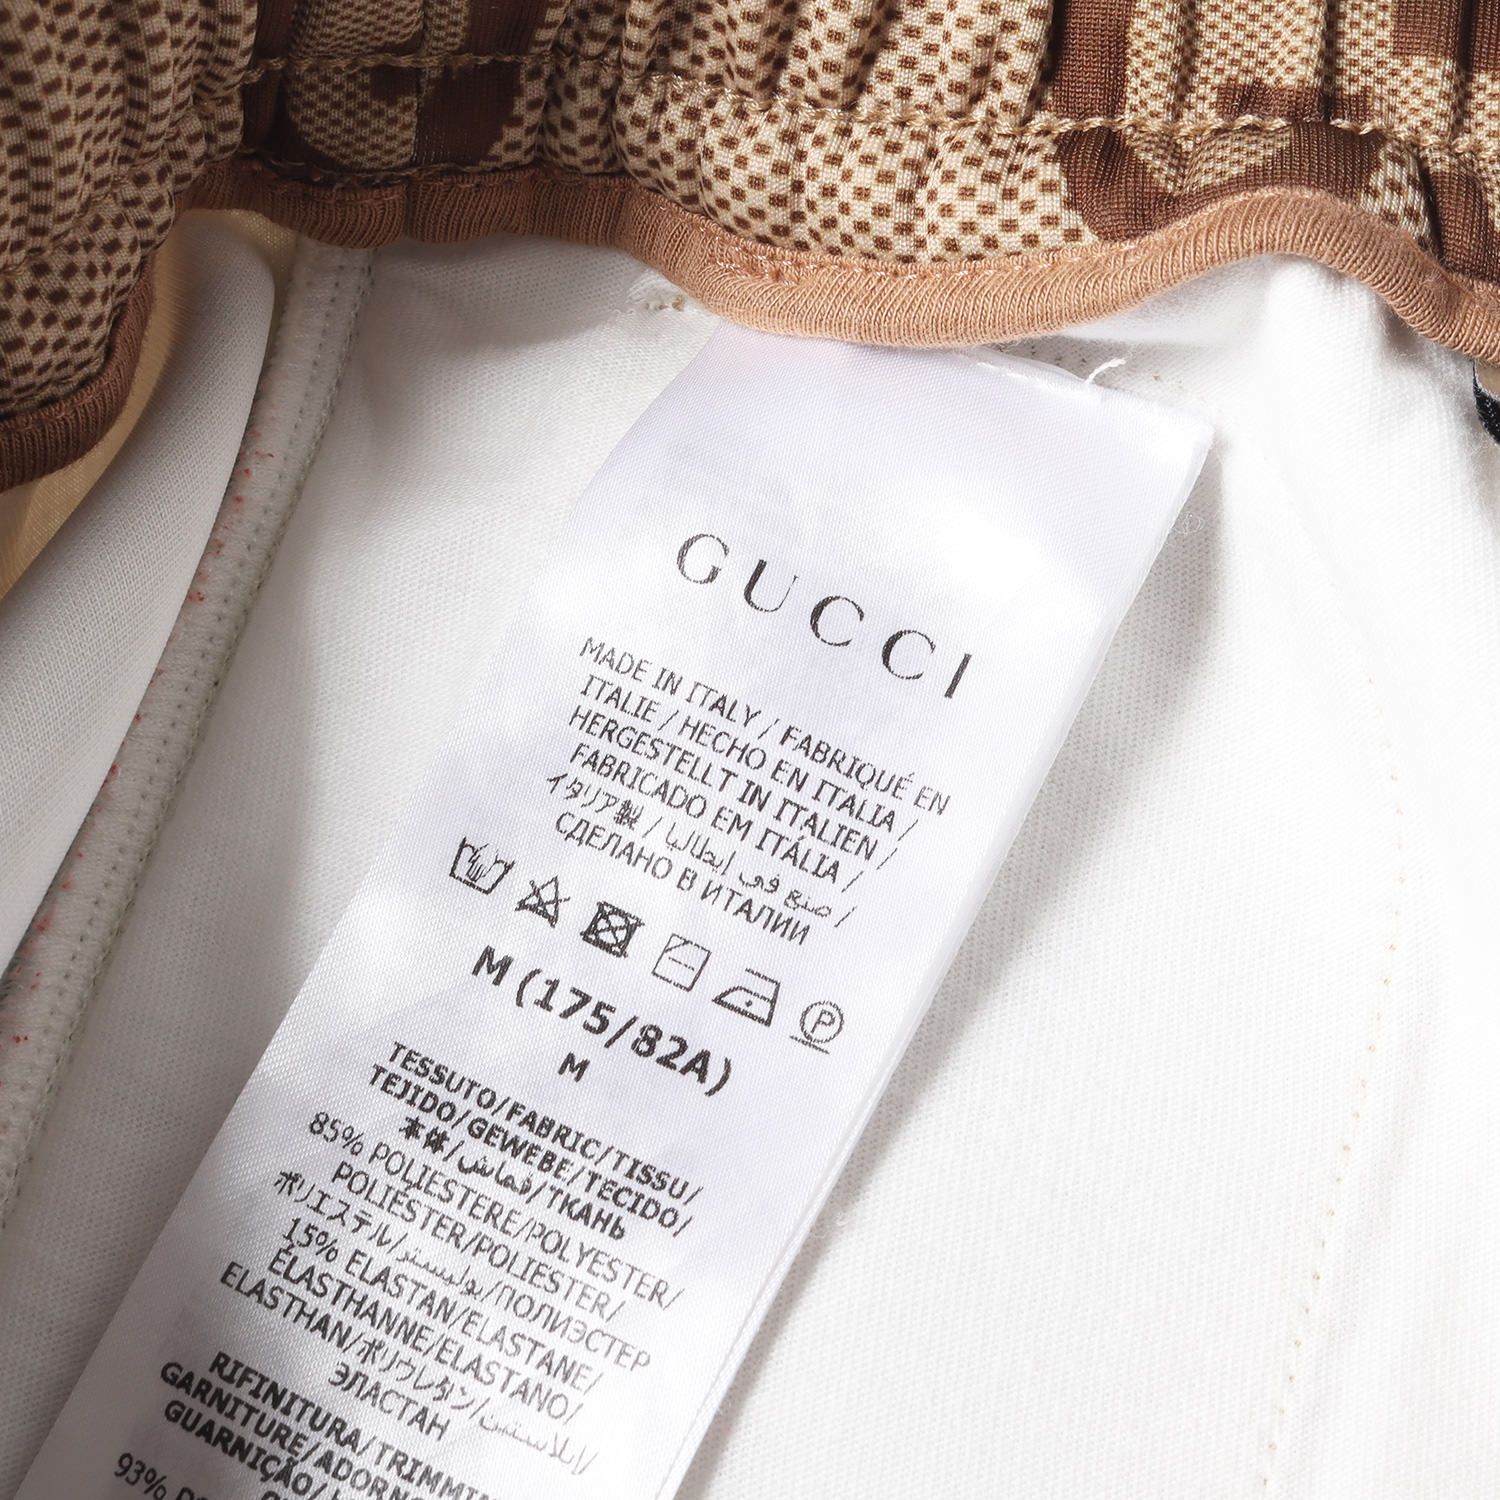 GUCCI
MADE IN ITALY / FABRIQUÉ EN
ITALIE / HECHO EN ITALIA /
HERGESTELLT IN ITALIEN /
FABRICADO EM ITÁLIA /
イタリア製 / صنع في إيطاليا /
СДЕЛАНО В ИТАЛИИ
P
M (175/82A)
M
TESSUTO/FABRIC/TISSU/
TEJIDO/GEWEBE/TECIDO/
本体/قماش/ТКАНЬ
85% POLIESTERE/POLYESTER/
POLIÉSTER/POLIESTER/
ポリエステル/بوليستر/ПОЛИЭСТЕР
15% ELASTAN/ELASTANE/
ÉLASTHANNE/ELASTANO/
ELASTHAN/ポリウレタン/إيلاستين/
ЭЛАСТАН
RIFINITURA/TRIMMIN
GARNITURE/ADORN
GUARNIÇÃO/
93%